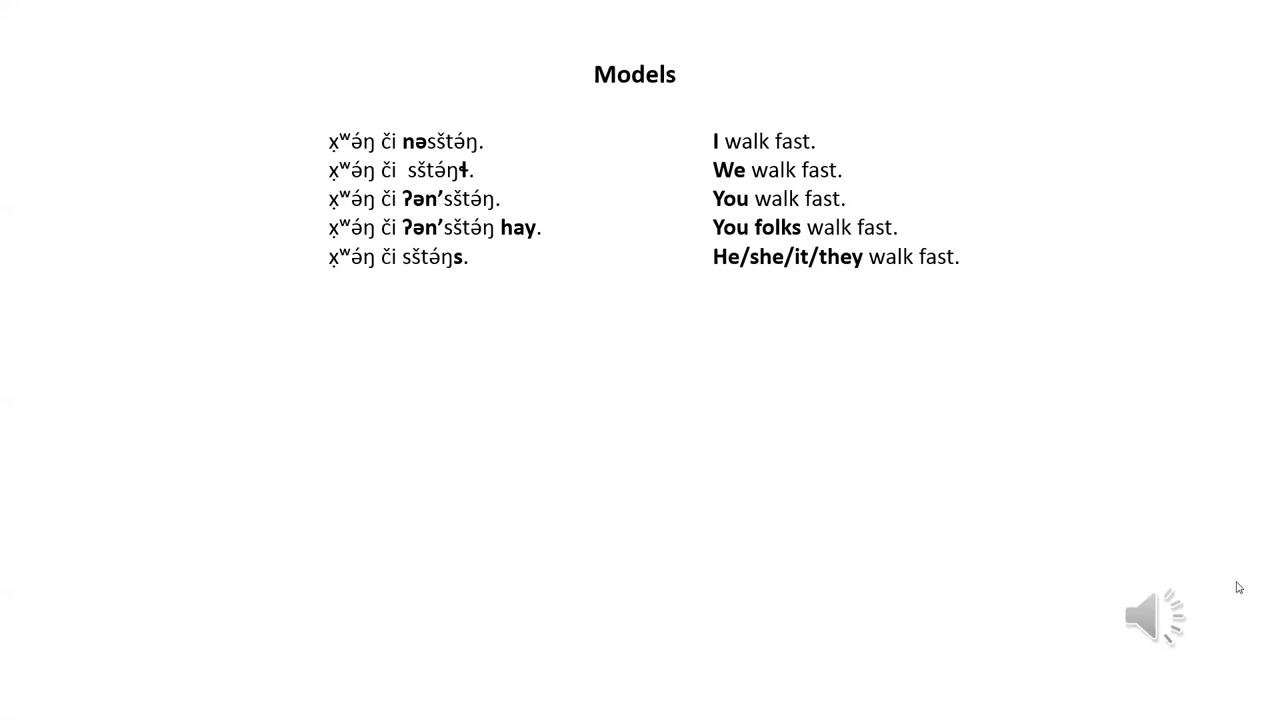 Models
x̣ʷə́ŋ či nəsštə́ŋ. I walk fast.
x̣ʷə́ŋ či sštə́ŋɬ. We walk fast.
x̣ʷə́ŋ či ʔən’sštə́ŋ. You walk fast.
x̣ʷə́ŋ či ʔən’sštə́ŋ hay. You folks walk fast.
x̣ʷə́ŋ či sštə́ŋs. He/she/it/they walk fast.